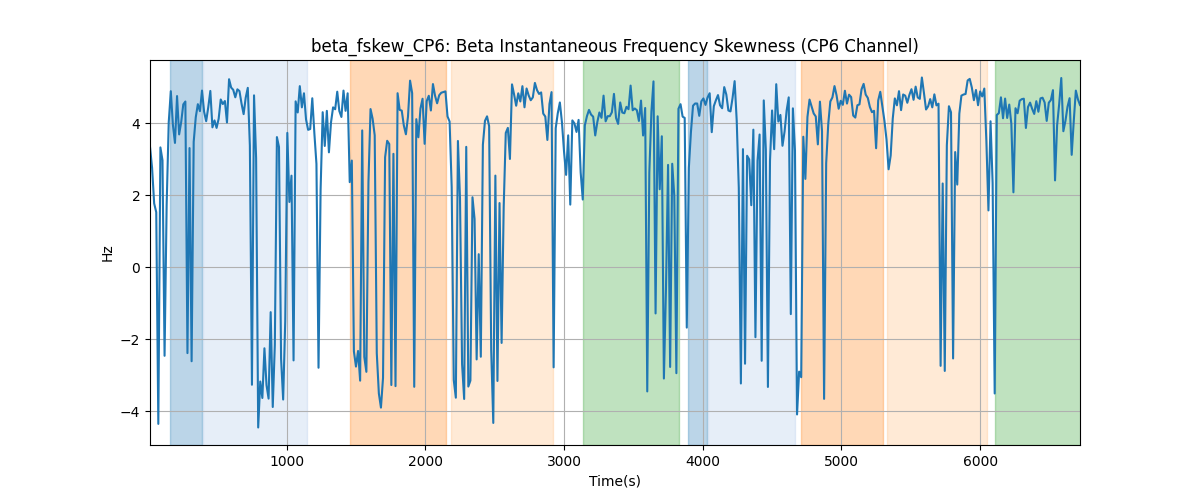 beta_fskew_CP6: Beta Instantaneous Frequency Skewness (CP6 Channel)
Hz
4
2
0
−2
−4
1000 2000 3000 4000 5000 6000
Time(s)